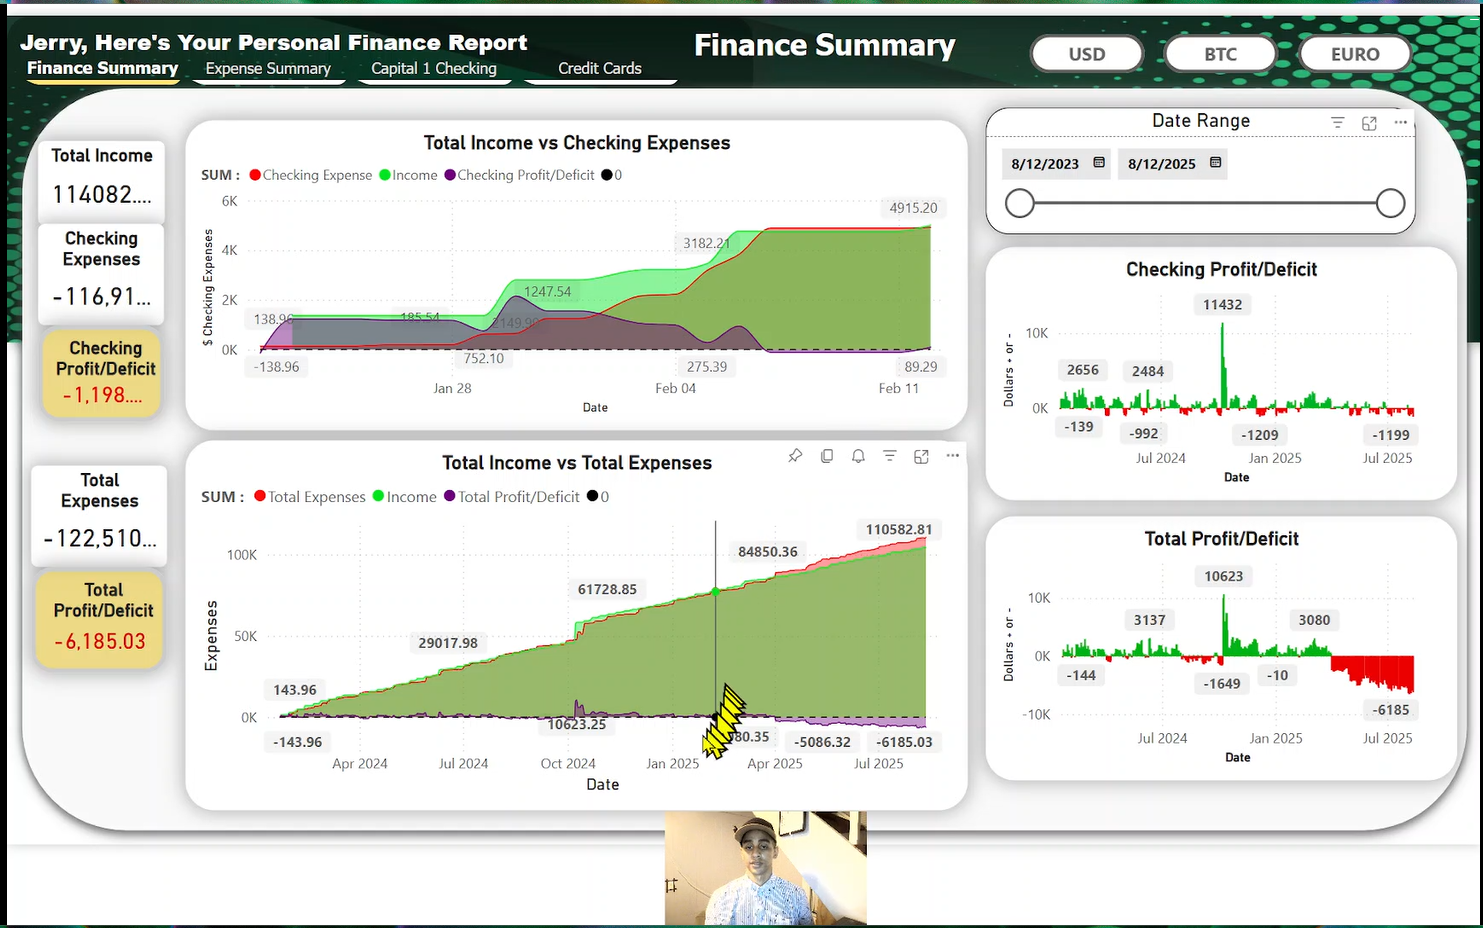 Jerry, Here's Your Personal Finance Report
Finance Summary
USD
BTC
EURO
Finance Summary
Expense Summary
Capital 1 Checking
Credit Cards
Total Income
114082....
Checking
Expenses
-116,91...
Checking
Profit/Deficit
-1,198....
Total
Expenses
-122,510...
Total
Profit/Deficit
-6,185.03
Total Income vs Checking Expenses
SUM : Checking Expense Income Checking Profit/Deficit 0
$ Checking Expenses
6K
4K
2K
0K
4915.20
3182.21
1247.54
138.96
185.54
752.10
-138.96
275.39
89.29
Jan 28
Feb 04
Feb 11
Date
Total Income vs Total Expenses
SUM : Total Expenses Income Total Profit/Deficit 0
Expenses
100K
50K
0K
110582.81
84850.36
61728.85
29017.98
143.96
10623.25
-143.96
-5086.32
-6185.03
Apr 2024
Jul 2024
Oct 2024
Jan 2025
Apr 2025
Jul 2025
Date
Date Range
8/12/2023
8/12/2025
Checking Profit/Deficit
Dollars + or -
10K
0K
11432
2656
2484
-139
-992
-1209
-1199
Jul 2024
Jan 2025
Jul 2025
Date
Total Profit/Deficit
Dollars + or -
10K
0K
-10K
10623
3137
3080
-144
-1649
-10
-6185
Jul 2024
Jan 2025
Jul 2025
Date